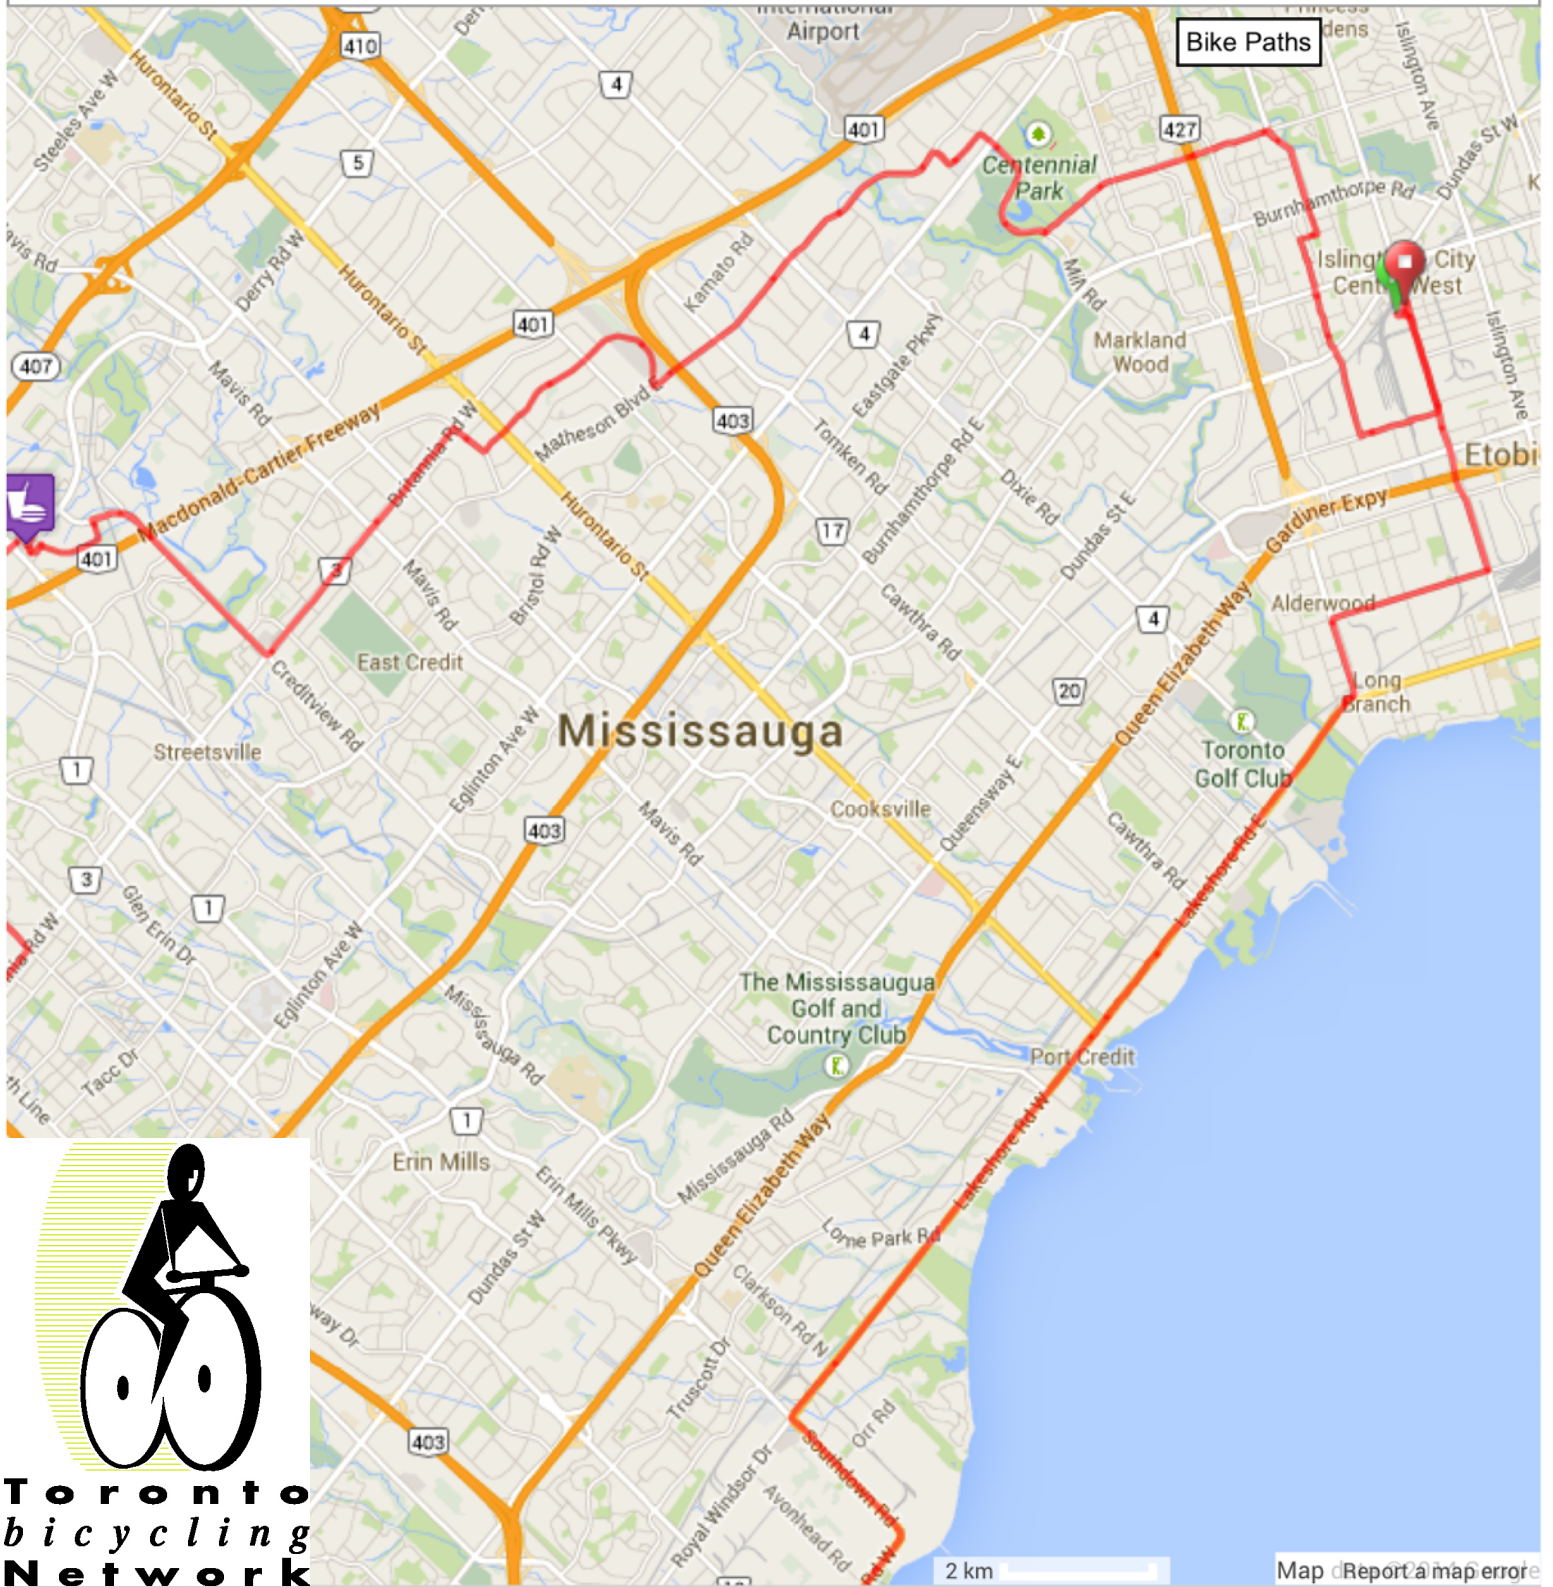 International
Airport
Bike Paths
Islington Ave
410
Hurontario St
Steeles Ave W
4
5
401
427
Dundas St W
Centennial
Park
Burnhamthorpe Rd
Derry Rd W
Kamato Rd
Mill Rd
Hurontario St
401
407
4
Eastgate Pkwy
Markland
Wood
Islington Ave
Mavis Rd
Macdonald-Cartier Freeway
Britannia Rd W
Matheson Blvd E
403
Tomken Rd
Burnhamthorpe Rd E
Dixie Rd
Dundas St E
Etobi
Gardiner Expy
Hurontario St
17
401
3
Mavis Rd
Bristol Rd W
Cawthra Rd
4
Alderwood
East Credit
Creditview Rd
Queen Elizabeth Way
20
Long
Branch
Streetsville
Mississauga
Eglinton Ave W
Toronto
Golf Club
1
Cooksville
Queensway E
403
Mavis Rd
Cawthra Rd
Lakeshore Rd E
3
1
Glen Erin Dr
Eglinton Ave W
The Mississaugua
Golf and
Country Club
Mississauga Rd
Port Credit
Tacc Dr
th Line
1
Erin Mills
Mississauga Rd
Lakeshore Rd W
Erin Mills Pkwy
Queen Elizabeth Way
Dundas St W
Lorne Park Rd
Clarkson Rd N
way Dr
Truscott Dr
Orr Rd
403
Southdown Rd
Royal Windsor Dr
Avonhead Rd
Rd W
Toronto
bicycling
Network
2 km
Map
Report a map error